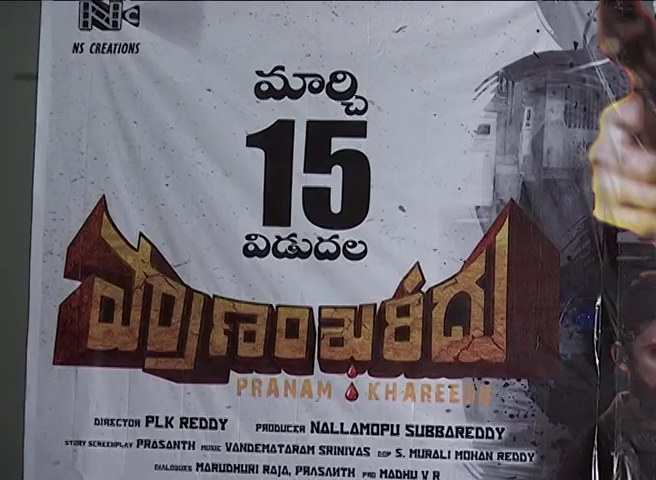 NS CREATIONS
మార్చి
15
విడుదల
ప్రాణం ఖరీదు
PRANAM KHAREEDU
DIRECTOR PLK REDDY PRODUCER NALLAMOPU SUBBAREDDY
STORY SCREENPLAY PRASANTH MUSIC VANDEMATARAM SRINIVAS DOP S. MURALI MOHAN REDDY
DIALOGUES MARUDHURI RAJA, PRASANTH PRO MADHU V R